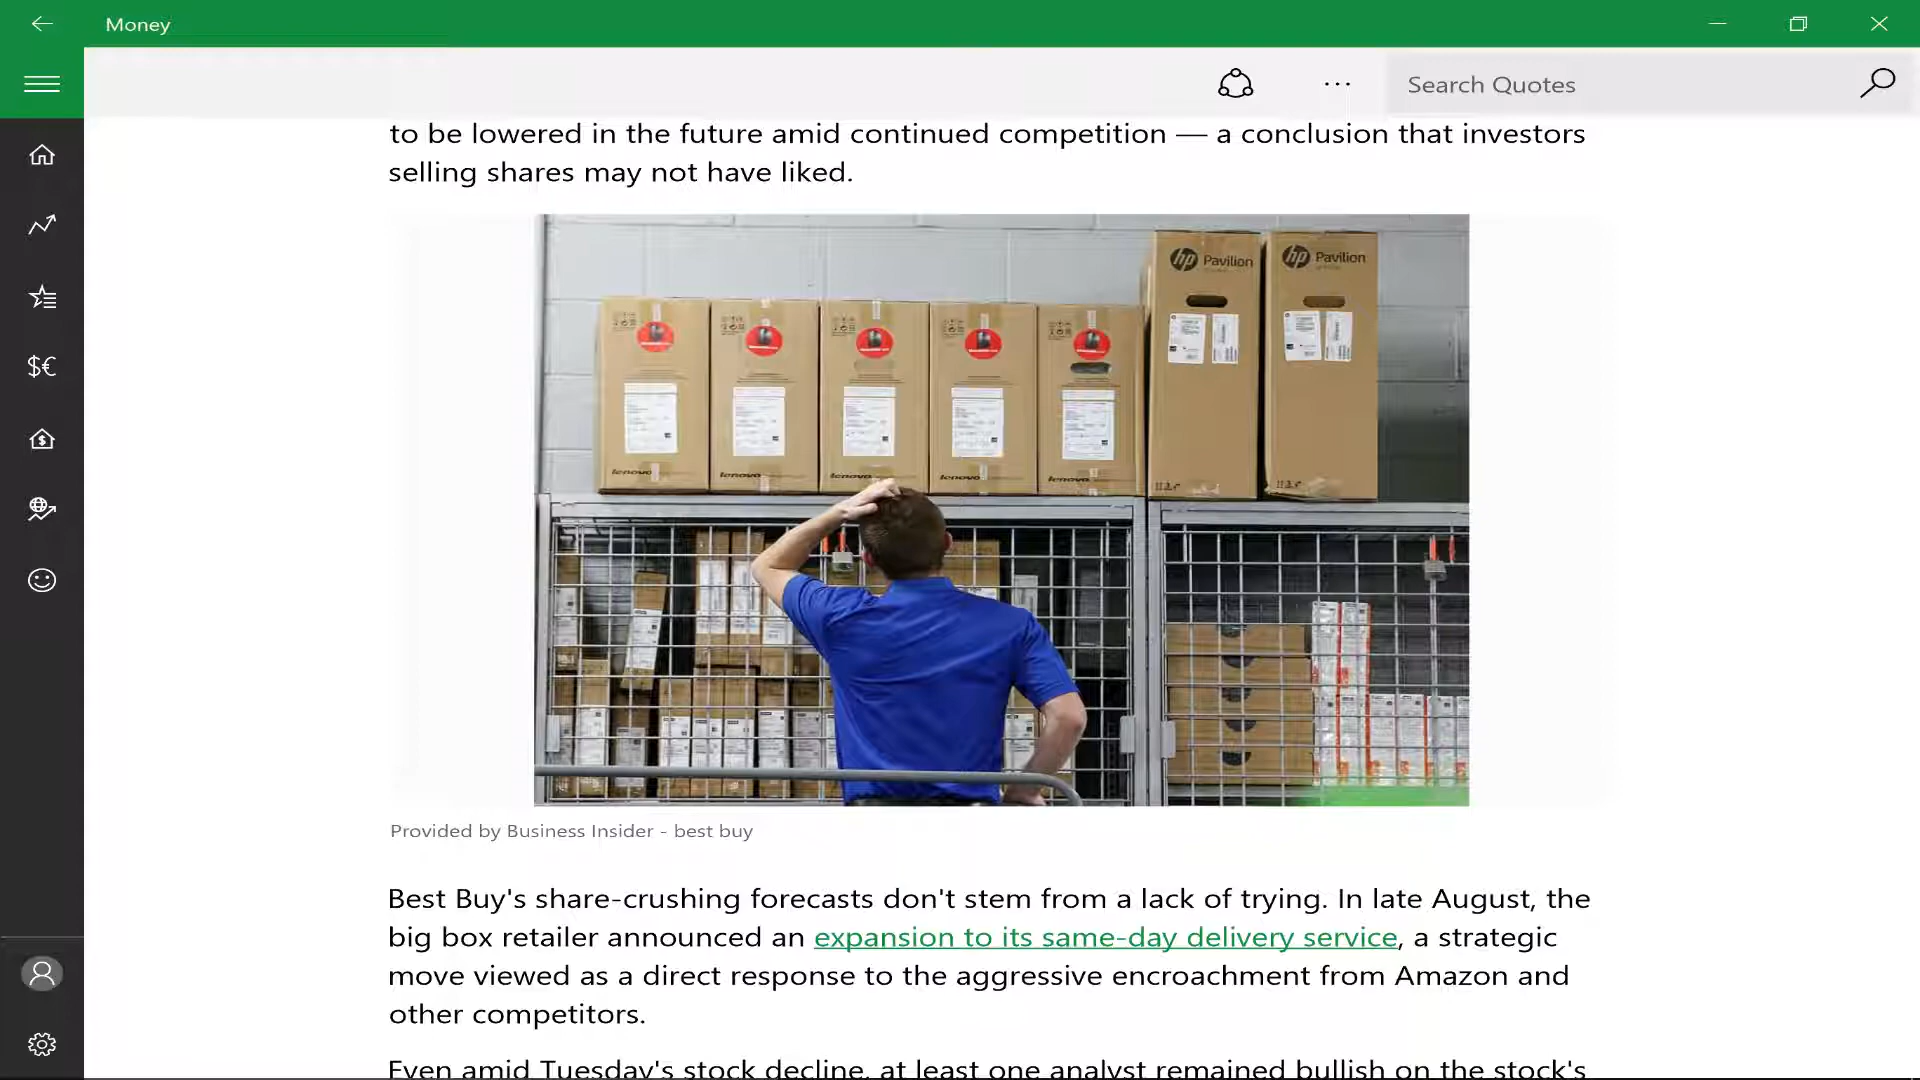 Money
Search Quotes
to be lowered in the future amid continued competition — a conclusion that investors
selling shares may not have liked.
hp Pavilion
hp Pavilion
lenovo
lenovo
lenovo
lenovo
lenovo
Provided by Business Insider - best buy
Best Buy's share-crushing forecasts don't stem from a lack of trying. In late August, the
big box retailer announced an expansion to its same-day delivery service, a strategic
move viewed as a direct response to the aggressive encroachment from Amazon and
other competitors.
Even amid Tuesday's stock decline, at least one analyst remained bullish on the stock's